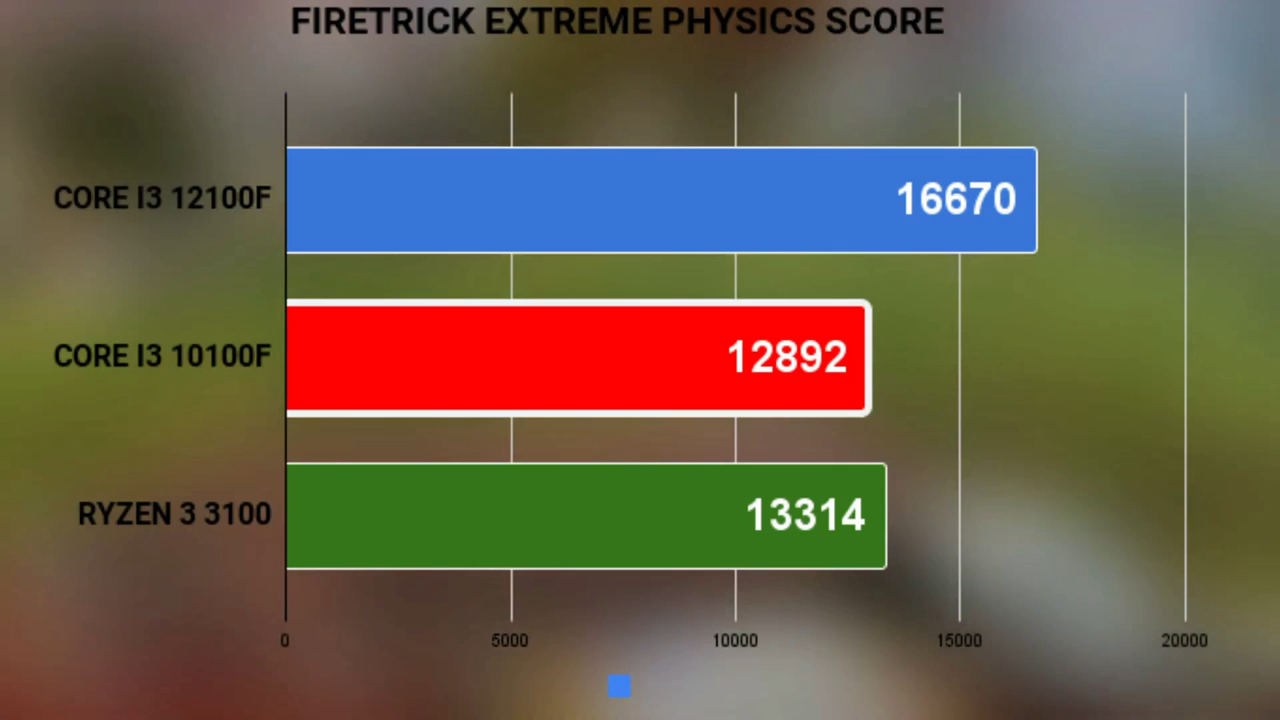 FIRETRICK EXTREME PHYSICS SCORE
CORE I3 12100F
16670
CORE I3 10100F
12892
RYZEN 3 3100
13314
0 5000 10000 15000 20000